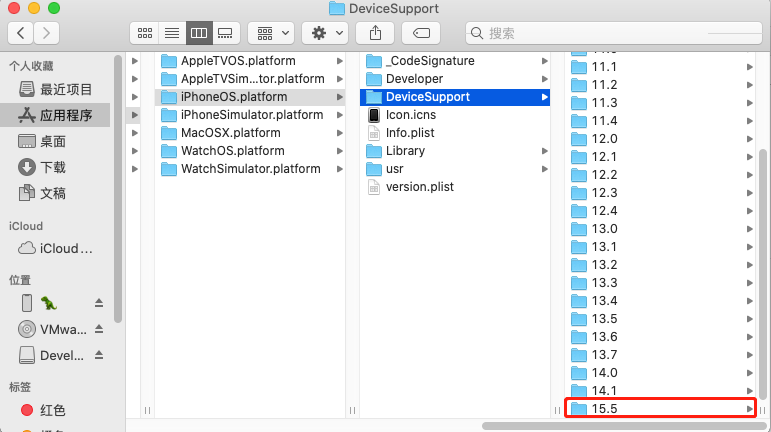 DeviceSupport
搜索
个人收藏
最近项目
应用程序
桌面
下载
文稿
iCloud
iCloud...
位置
VMwa...
Devel...
标签
红色
AppleTVOS.platform
AppleTVSim...tor.platform
iPhoneOS.platform
iPhoneSimulator.platform
MacOSX.platform
WatchOS.platform
WatchSimulator.platform
_CodeSignature
Developer
DeviceSupport
Icon.icns
Info.plist
Library
usr
version.plist
11.1
11.2
11.3
11.4
12.0
12.1
12.2
12.3
12.4
13.0
13.1
13.2
13.3
13.4
13.5
13.6
13.7
14.0
14.1
15.5